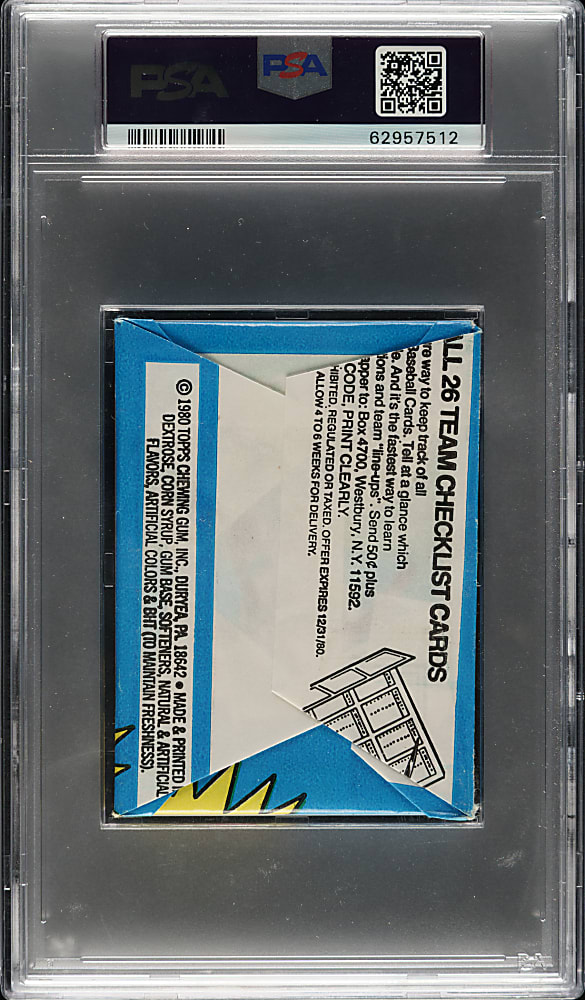 PSA
PSA
62957512
ALL 26 TEAM CHECKLIST CARDS
re way to keep track of all
Baseball Cards. Tell at a glance which
e. And it's the fastest way to learn
tions and team "line-ups". Send 50¢ plus
apper to: Box 4700, Westbury, N.Y. 11592.
CODE, PRINT CLEARLY.
HIBITED, REGULATED OR TAXED. OFFER EXPIRES 12/31/80.
ALLOW 4 TO 6 WEEKS FOR DELIVERY.
© 1980 TOPPS CHEWING GUM, INC., DURYEA, PA. 18642 • MADE & PRINTED
DEXTROSE, CORN SYRUP, GUM BASE, SOFTENERS, NATURAL & ARTIFICIAL
FLAVORS, ARTIFICIAL COLORS & BHT (TO MAINTAIN FRESHNESS).